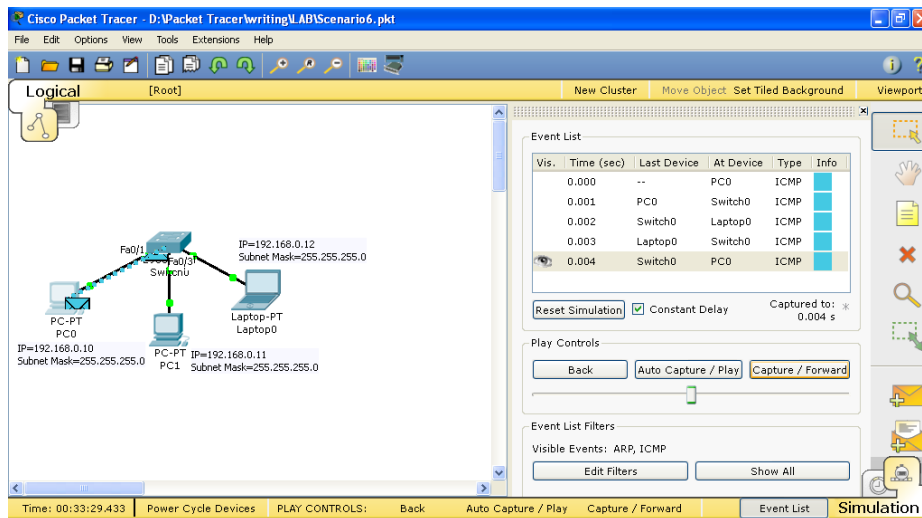 Cisco Packet Tracer - D:\Packet Tracer\writing\LAB\Scenario6.pkt
File Edit Options View Tools Extensions Help
Logical [Root] New Cluster Move Object Set Tiled Background Viewport
Event List
Vis. Time (sec) Last Device At Device Type Info
0.000 -- PC0 ICMP
0.001 PC0 Switch0 ICMP
0.002 Switch0 Laptop0 ICMP
0.003 Laptop0 Switch0 ICMP
0.004 Switch0 PC0 ICMP
Reset Simulation Constant Delay Captured to: *
0.004 s
Play Controls
Back Auto Capture / Play Capture / Forward
Event List Filters
Visible Events: ARP, ICMP
Edit Filters Show All
Fa0/1
Fa0/3
IP=192.168.0.12
Subnet Mask=255.255.255.0
PC-PT
PC0
IP=192.168.0.10
Subnet Mask=255.255.255.0
PC-PT
PC1
IP=192.168.0.11
Subnet Mask=255.255.255.0
Laptop-PT
Laptop0
Time: 00:33:29.433 Power Cycle Devices PLAY CONTROLS: Back Auto Capture / Play Capture / Forward Event List Simulation